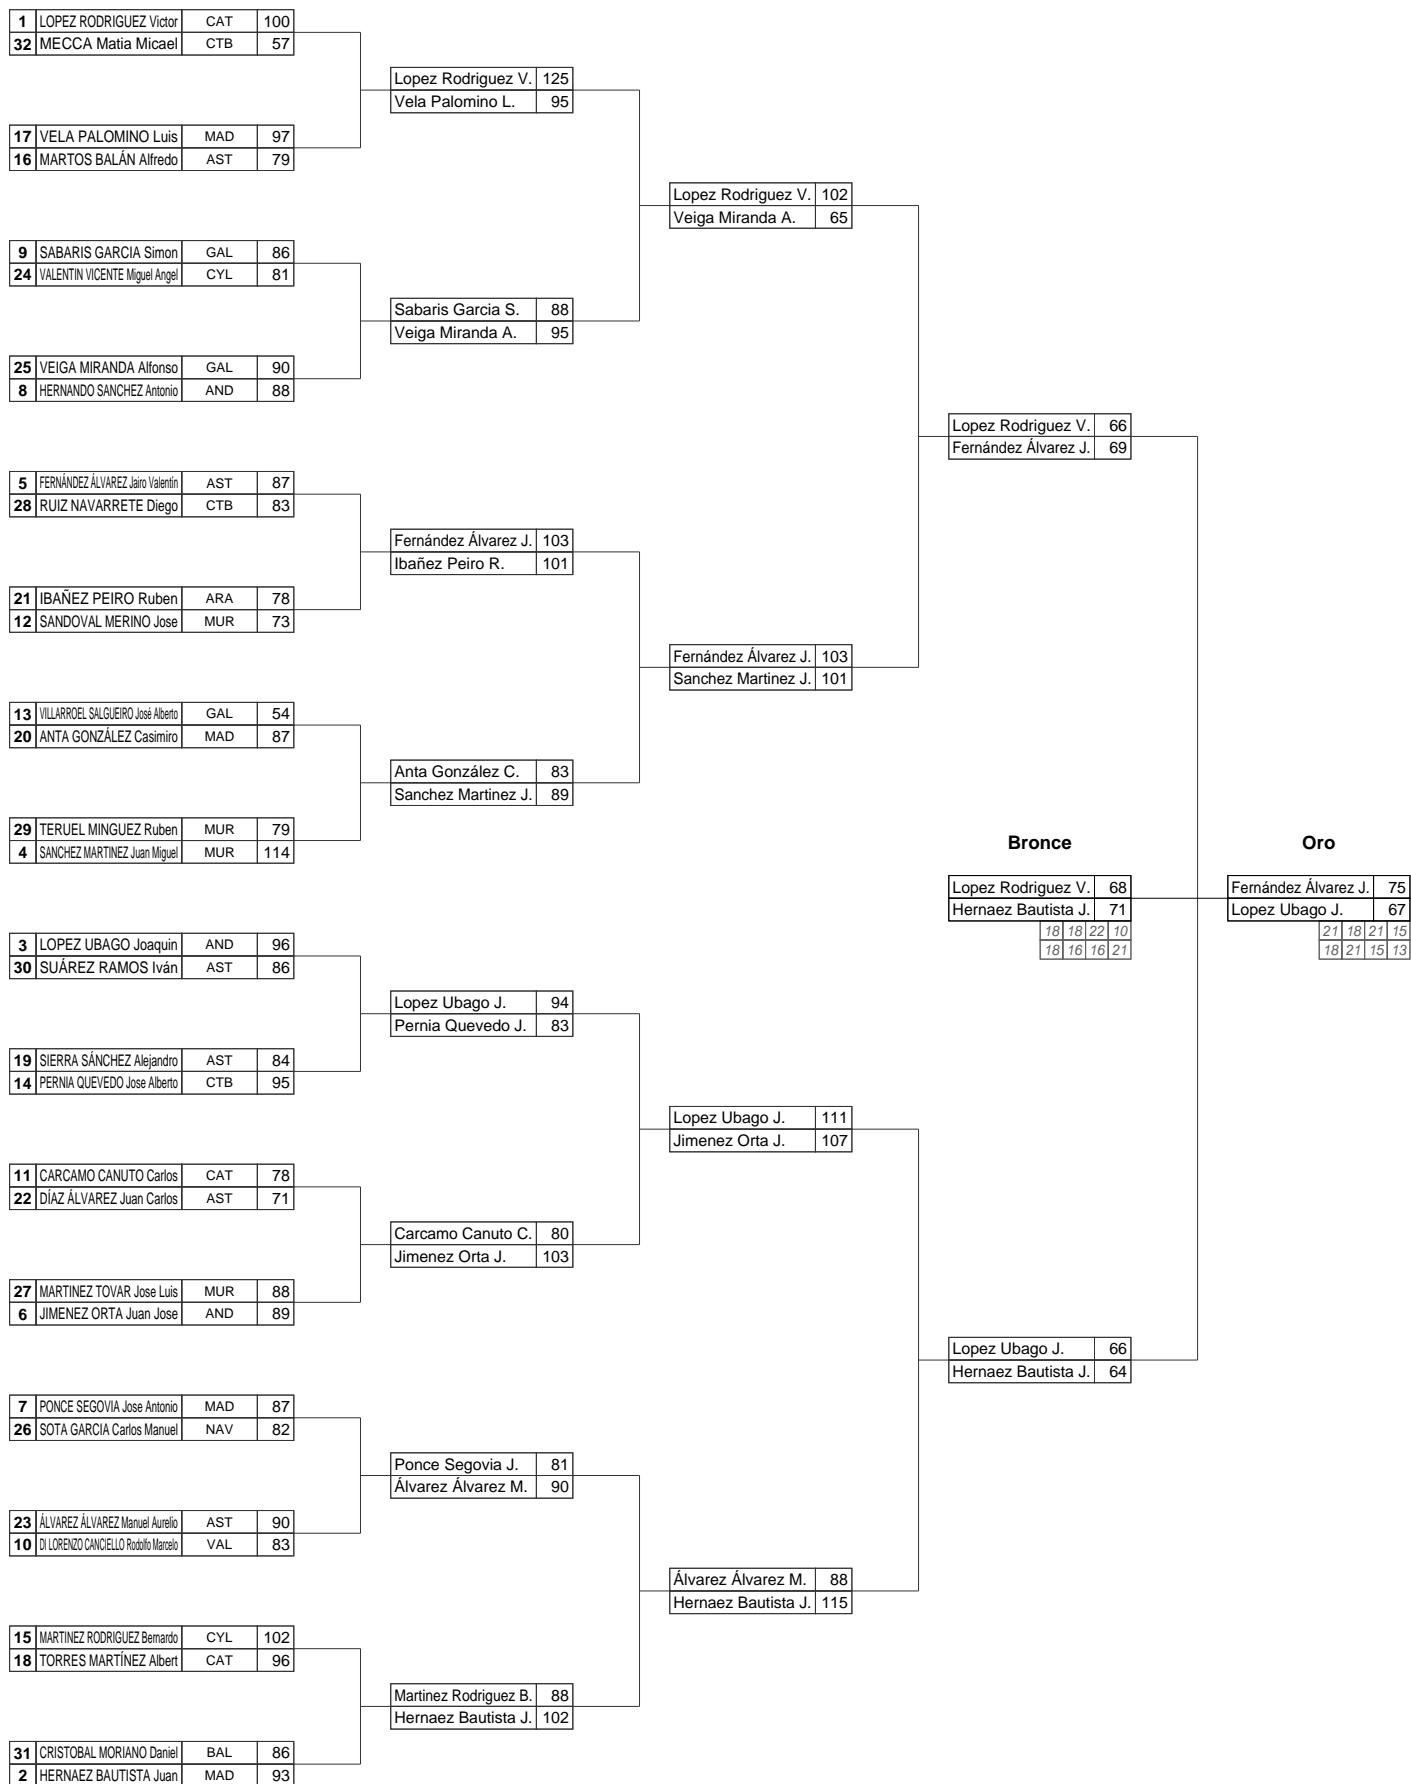 1 LOPEZ RODRIGUEZ Victor CAT 100
32 MECCA Matia Micael CTB 57
Lopez Rodriguez V. 125
Vela Palomino L. 95
17 VELA PALOMINO Luis MAD 97
16 MARTOS BALÁN Alfredo AST 79
Lopez Rodriguez V. 102
Veiga Miranda A. 65
9 SABARIS GARCIA Simon GAL 86
24 VALENTIN VICENTE Miguel Angel CYL 81
Sabaris Garcia S. 88
Veiga Miranda A. 95
25 VEIGA MIRANDA Alfonso GAL 90
8 HERNANDO SANCHEZ Antonio AND 88
Lopez Rodriguez V. 66
Fernández Álvarez J. 69
5 FERNÁNDEZ ÁLVAREZ Jairo Valentín AST 87
28 RUIZ NAVARRETE Diego CTB 83
Fernández Álvarez J. 103
Ibañez Peiro R. 101
21 IBAÑEZ PEIRO Ruben ARA 78
12 SANDOVAL MERINO Jose MUR 73
Fernández Álvarez J. 103
Sanchez Martinez J. 101
13 VILLARROEL SALGUEIRO José Alberto GAL 54
20 ANTA GONZÁLEZ Casimiro MAD 87
Anta González C. 83
Sanchez Martinez J. 89
29 TERUEL MINGUEZ Ruben MUR 79
4 SANCHEZ MARTINEZ Juan Miguel MUR 114
Bronce Oro
Lopez Rodriguez V. 68 Fernández Álvarez J. 75
Hernaez Bautista J. 71 Lopez Ubago J. 67
18 18 22 10 21 18 21 15
18 16 16 21 18 21 15 13
3 LOPEZ UBAGO Joaquin AND 96
30 SUÁREZ RAMOS Iván AST 86
Lopez Ubago J. 94
Pernia Quevedo J. 83
19 SIERRA SÁNCHEZ Alejandro AST 84
14 PERNIA QUEVEDO Jose Alberto CTB 95
Lopez Ubago J. 111
Jimenez Orta J. 107
11 CARCAMO CANUTO Carlos CAT 78
22 DÍAZ ÁLVAREZ Juan Carlos AST 71
Carcamo Canuto C. 80
Jimenez Orta J. 103
27 MARTINEZ TOVAR Jose Luis MUR 88
6 JIMENEZ ORTA Juan Jose AND 89
Lopez Ubago J. 66
Hernaez Bautista J. 64
7 PONCE SEGOVIA Jose Antonio MAD 87
26 SOTA GARCIA Carlos Manuel NAV 82
Ponce Segovia J. 81
Álvarez Álvarez M. 90
23 ÁLVAREZ ÁLVAREZ Manuel Aurelio AST 90
10 DI LORENZO CANCIELLO Rodolfo Marcelo VAL 83
Álvarez Álvarez M. 88
Hernaez Bautista J. 115
15 MARTINEZ RODRIGUEZ Bernardo CYL 102
18 TORRES MARTÍNEZ Albert CAT 96
Martinez Rodriguez B. 88
Hernaez Bautista J. 102
31 CRISTOBAL MORIANO Daniel BAL 86
2 HERNAEZ BAUTISTA Juan MAD 93